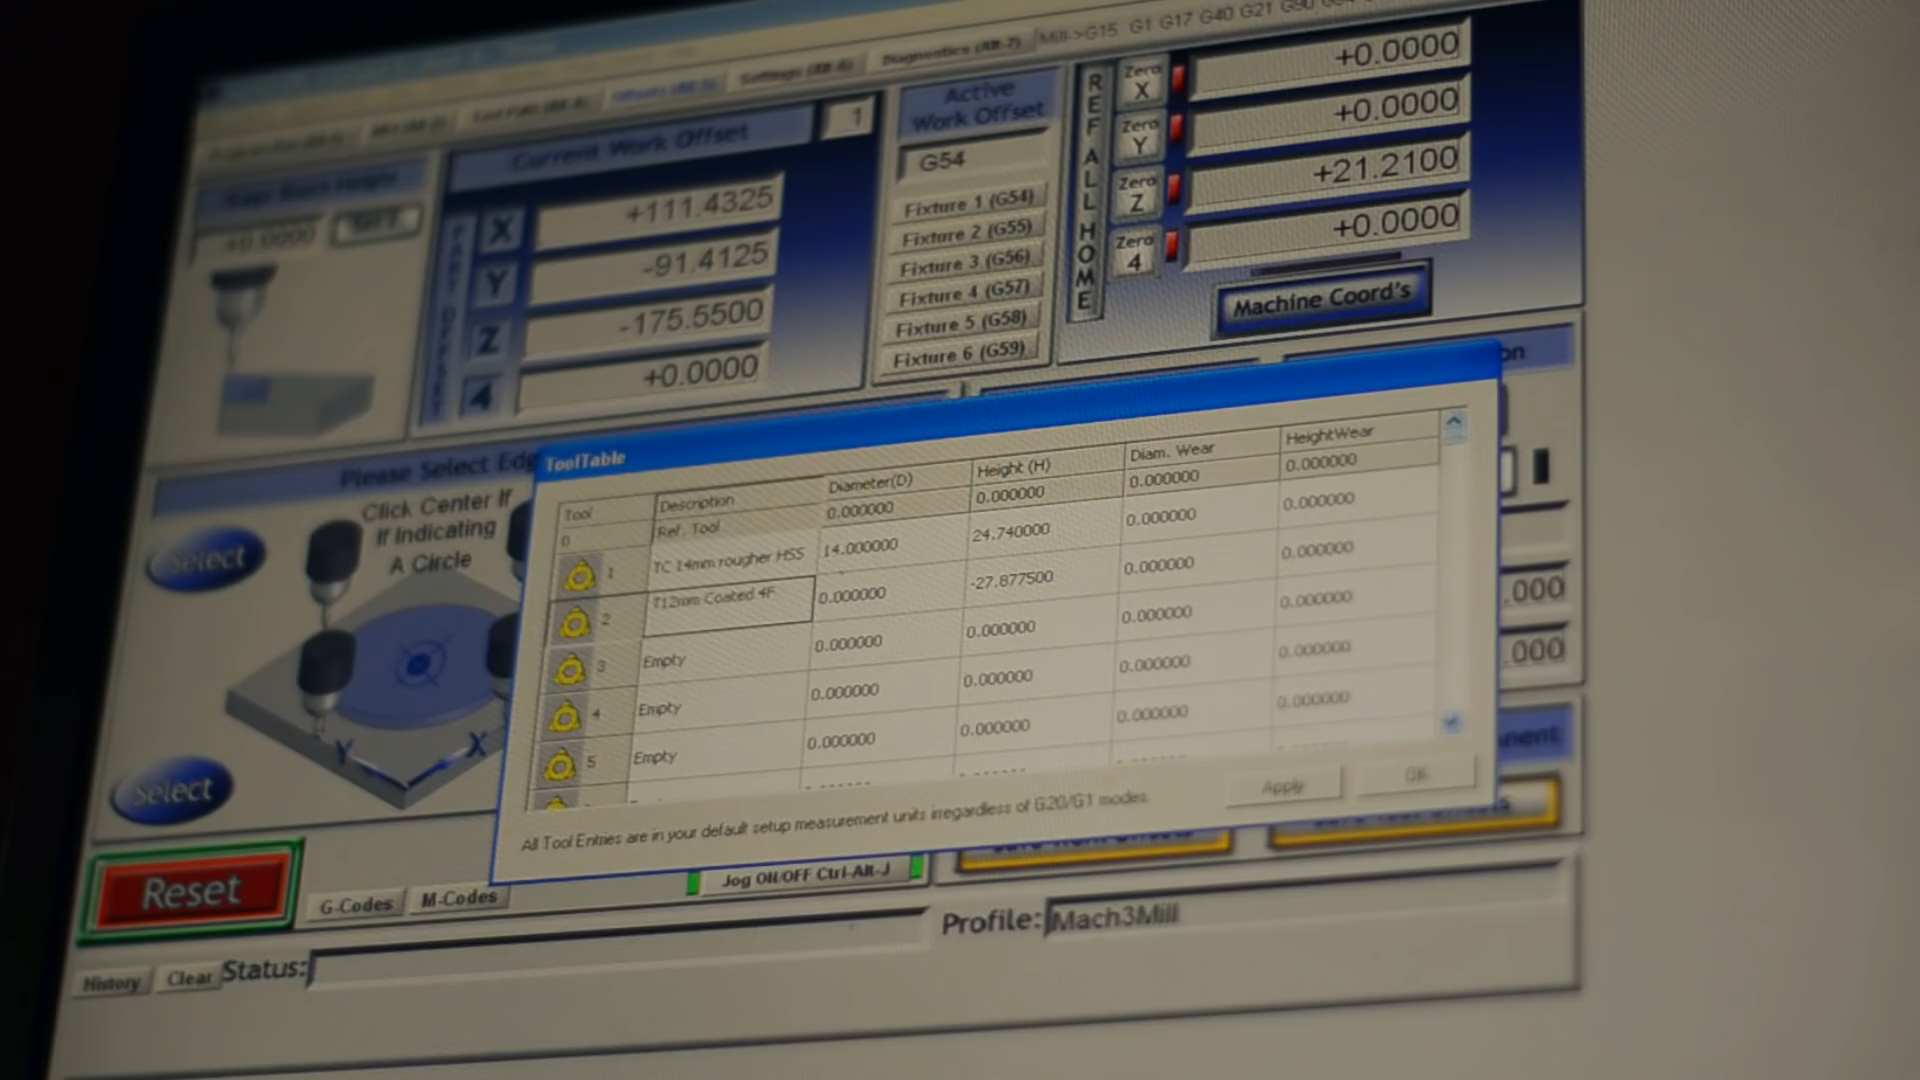 Diagnostics (Alt-7)
Mill->G15 G1 G17 G40 G21 G90
Current Work Offset
1
PART OFFSET
X
+111.4325
Y
-91.4125
Z
-175.5500
4
+0.0000
+0.0000
Active
Work Offset
G54
Fixture 1 (G54)
Fixture 2 (G55)
Fixture 3 (G56)
Fixture 4 (G57)
Fixture 5 (G58)
Fixture 6 (G59)
REF ALL HOME
Zero
X
+0.0000
Zero
Y
+0.0000
Zero
Z
+21.2100
Zero
4
+0.0000
Machine Coord's
Please Select Edg
Click Center If
If Indicating
A Circle
Select
Select
Y
X
ToolTable
Tool Description Diameter(D) Height (H) Diam. Wear HeightWear
0 Ref. Tool 0.000000 0.000000 0.000000 0.000000
1 TC 14mm rougher HSS 14.000000 24.740000 0.000000 0.000000
2 T12mm Coated 4F 0.000000 -27.877500 0.000000 0.000000
3 Empty 0.000000 0.000000 0.000000 0.000000
4 Empty 0.000000 0.000000 0.000000 0.000000
5 Empty 0.000000 0.000000 0.000000 0.000000
All Tool Entries are in your default setup measurement units irregardless of G20/G1 modes.
Apply
OK
on
.000
.000
nent
Reset
G-Codes
M-Codes
Jog ON/OFF Ctrl-Alt-J
History
Clear
Status:
Profile:
Mach3Mill